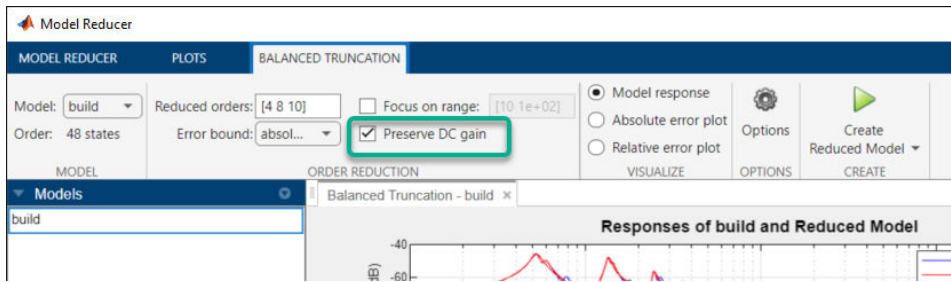 Model Reducer
MODEL REDUCER PLOTS BALANCED TRUNCATION
Model: build Reduced orders: [4 8 10] Focus on range: [10 1e+02] Model response
Order: 48 states Error bound: absol... Preserve DC gain Absolute error plot Options Create
Relative error plot Reduced Model
MODEL ORDER REDUCTION VISUALIZE OPTIONS CREATE
Models Balanced Truncation - build ×
build
Responses of build and Reduced Model
-40
-60
dB)